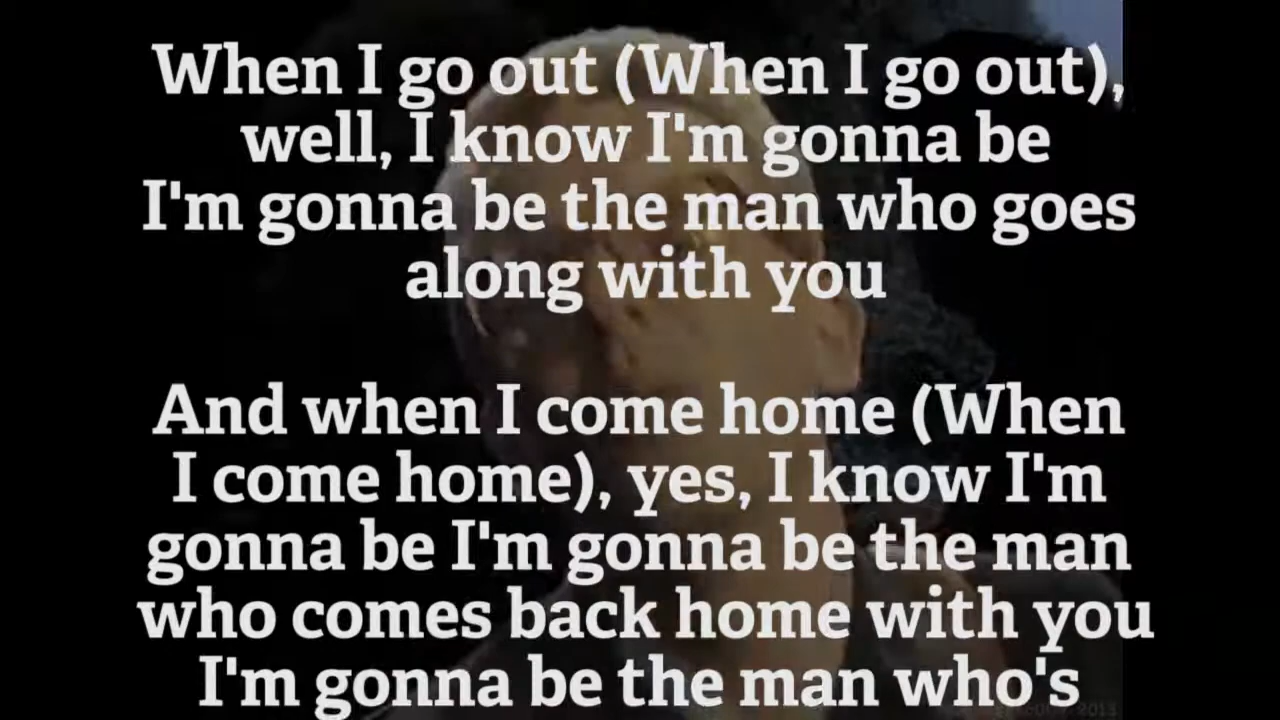 When I go out (When I go out),
well, I know I'm gonna be
I'm gonna be the man who goes
along with you
And when I come home (When
I come home), yes, I know I'm
gonna be I'm gonna be the man
who comes back home with you
I'm gonna be the man who's
2013